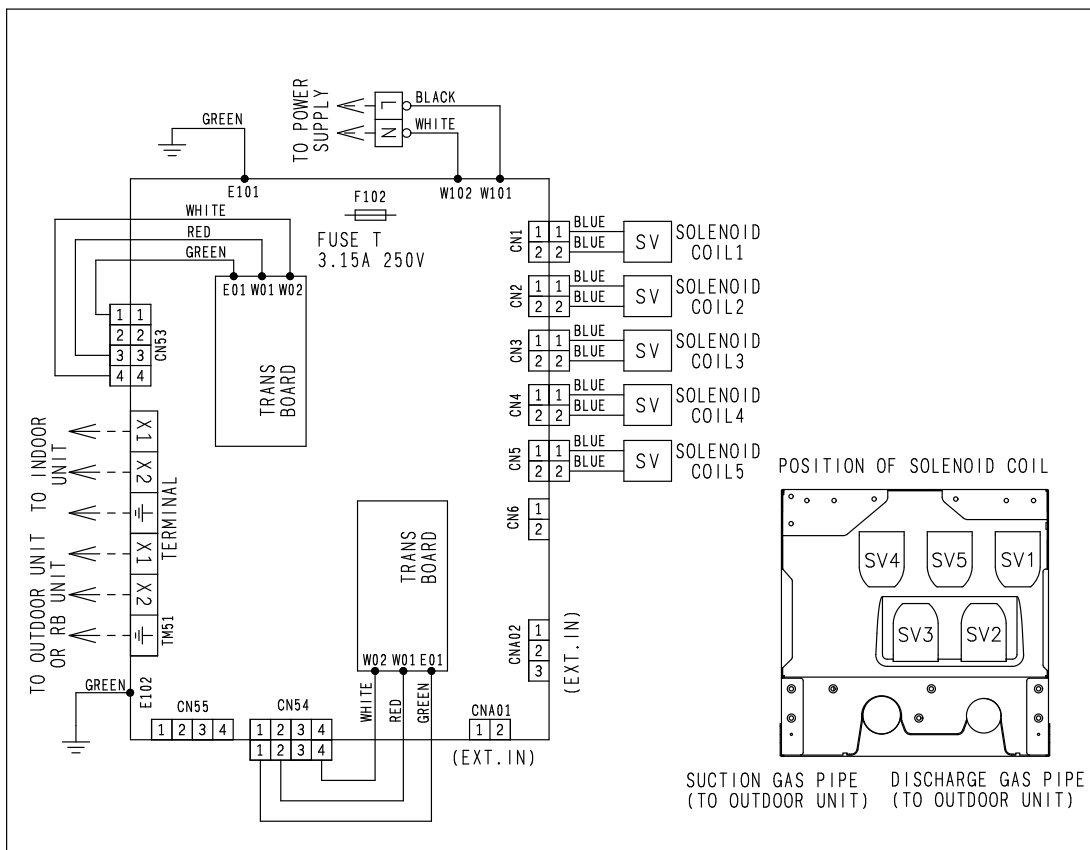 TO POWER
SUPPLY
L
BLACK
N
WHITE
GREEN
E101
F102
W102 W101
FUSE T
3.15A 250V
WHITE
RED
GREEN
E01 W01 W02
TRANS
BOARD
1 1
2 2
3 3
4 4
CN53
CN1
1 1 BLUE
2 2 BLUE
SV
SOLENOID
COIL1
CN2
1 1 BLUE
2 2 BLUE
SV
SOLENOID
COIL2
CN3
1 1 BLUE
2 2 BLUE
SV
SOLENOID
COIL3
CN4
1 1 BLUE
2 2 BLUE
SV
SOLENOID
COIL4
CN5
1 1 BLUE
2 2 BLUE
SV
SOLENOID
COIL5
CN6
1
2
CNA02
1
2
3
(EXT.IN)
TO INDOOR
UNIT
X1
X2
TERMINAL
TO OUTDOOR UNIT
OR RB UNIT
X1
X2
TM51
GREEN
E102
TRANS
BOARD
W02 W01 E01
WHITE
RED
GREEN
CN55
1 2 3 4
CN54
1 2 3 4
1 2 3 4
CNA01
1 2
(EXT.IN)
POSITION OF SOLENOID COIL
SV4 SV5 SV1
SV3 SV2
SUCTION GAS PIPE
(TO OUTDOOR UNIT)
DISCHARGE GAS PIPE
(TO OUTDOOR UNIT)